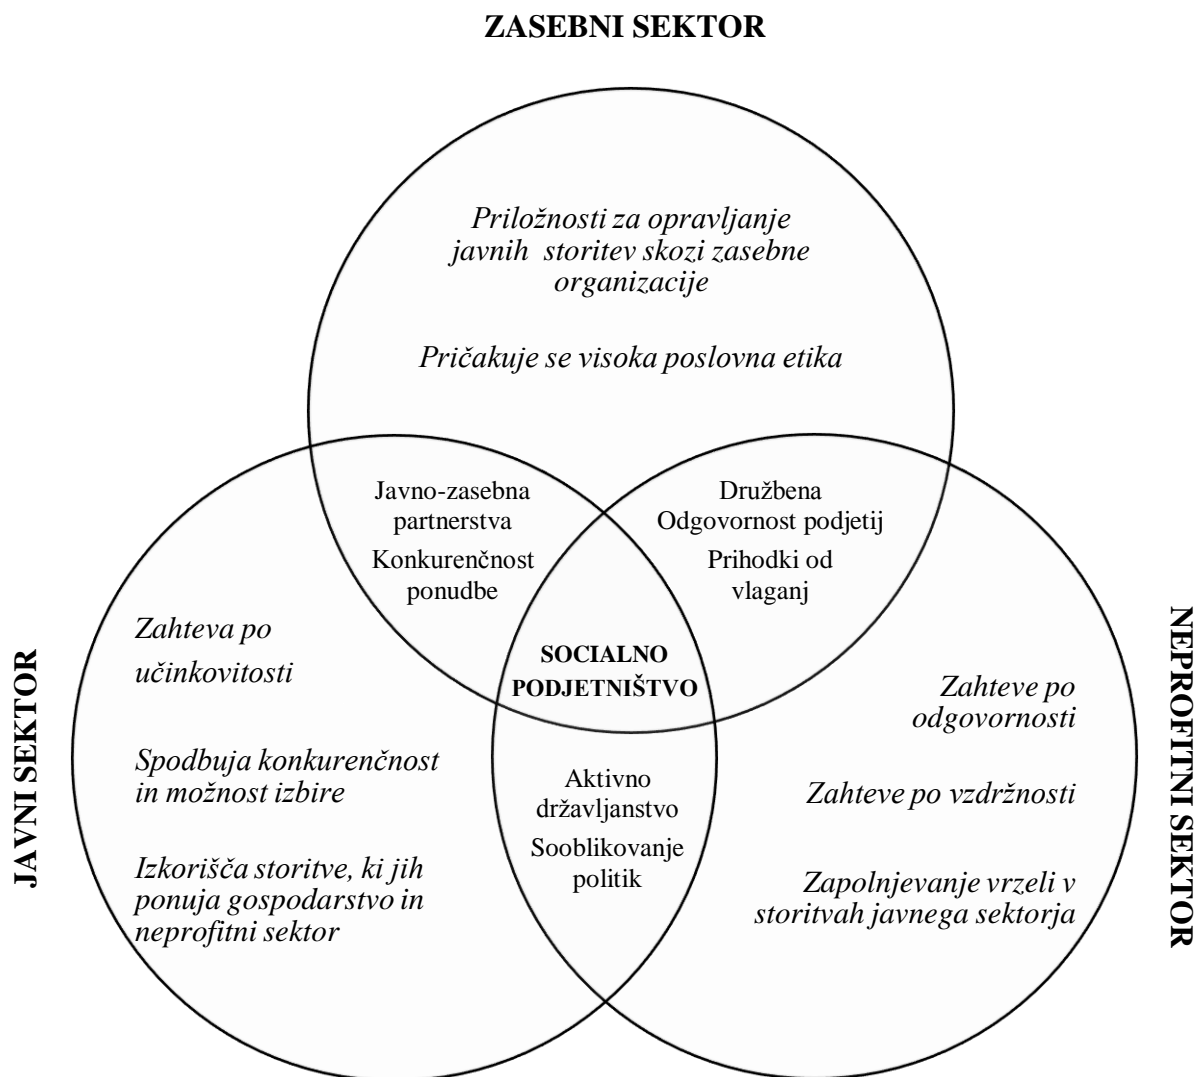 ZASEBNI SEKTOR
Priložnosti za opravljanje
javnih storitev skozi zasebne
organizacije
Pričakuje se visoka poslovna etika
Javno-zasebna
partnerstva
Konkurenčnost
ponudbe
Družbena
Odgovornost podjetij
Prihodki od
vlaganj
SOCIALNO
PODJETNIŠTVO
JAVNI SEKTOR
Zahteva po
učinkovitosti
Spodbuja konkurenčnost
in možnost izbire
Izkorišča storitve, ki jih
ponuja gospodarstvo in
neprofitni sektor
Aktivno
državljanstvo
Sooblikovanje
politik
Zahteve po
odgovornosti
Zahteve po vzdržnosti
Zapolnjevanje vrzeli v
storitvah javnega sektorja
NEPROFITNI SEKTOR